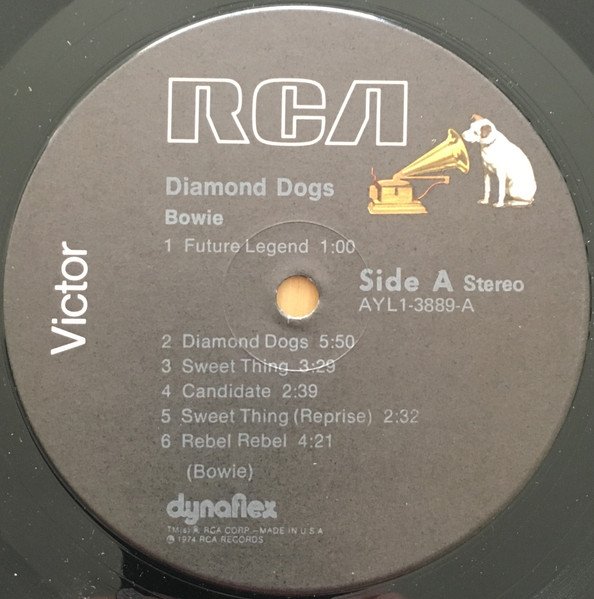 RCA
Victor
Diamond Dogs
Bowie
1 Future Legend 1:00
Side A Stereo
AYL1-3889-A
2 Diamond Dogs 5:50
3 Sweet Thing 3:29
4 Candidate 2:39
5 Sweet Thing (Reprise) 2:32
6 Rebel Rebel 4:21
(Bowie)
dynaflex
TM(s) ® RCA CORP.—MADE IN U.S.A
℗ 1974 RCA RECORDS